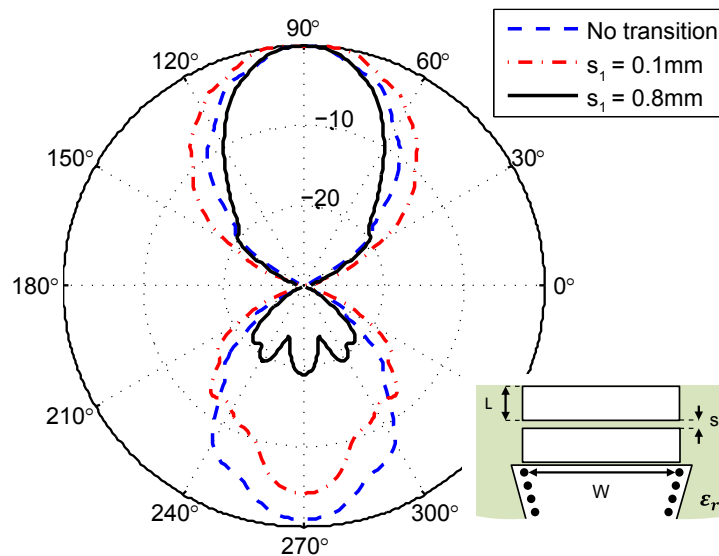 90°
120°
60°
150°
30°
180°
0°
210°
240°
300°
270°
−10
−20
No transition
s₁ = 0.1mm
s₁ = 0.8mm
L
s
W
εᵣ